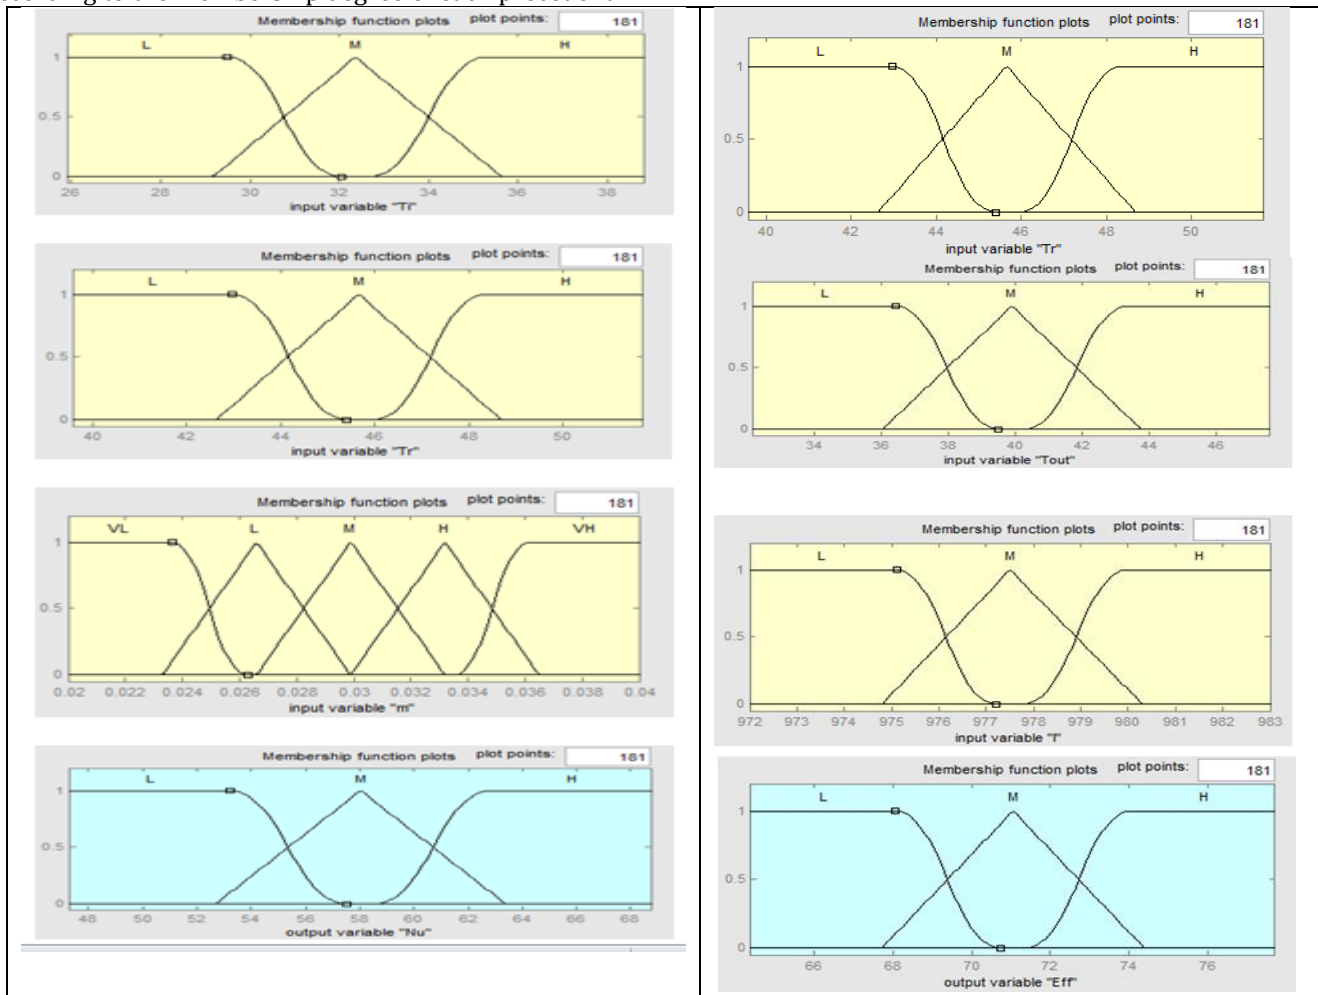 according to the membership degree of each precedent.
Membership function plots plot points: 181
L M H
1
0.5
0
26 28 30 32 34 36 38
input variable "Ti"
Membership function plots plot points: 181
L M H
1
0.5
0
40 42 44 46 48 50
input variable "Tr"
Membership function plots plot points: 181
VL L M H VH
1
0.5
0
0.02 0.022 0.024 0.026 0.028 0.03 0.032 0.034 0.036 0.038 0.04
input variable "m"
Membership function plots plot points: 181
L M H
1
0.5
0
48 50 52 54 56 58 60 62 64 66 68
output variable "Nu"
Membership function plots plot points: 181
L M H
1
0.5
0
40 42 44 46 48 50
input variable "Tr"
Membership function plots plot points: 181
L M H
1
0.5
0
34 36 38 40 42 44 46
input variable "Tout"
Membership function plots plot points: 181
L M H
1
0.5
0
972 973 974 975 976 977 978 979 980 981 982 983
input variable "I"
Membership function plots plot points: 181
L M H
1
0.5
0
66 68 70 72 74 76
output variable "Eff"